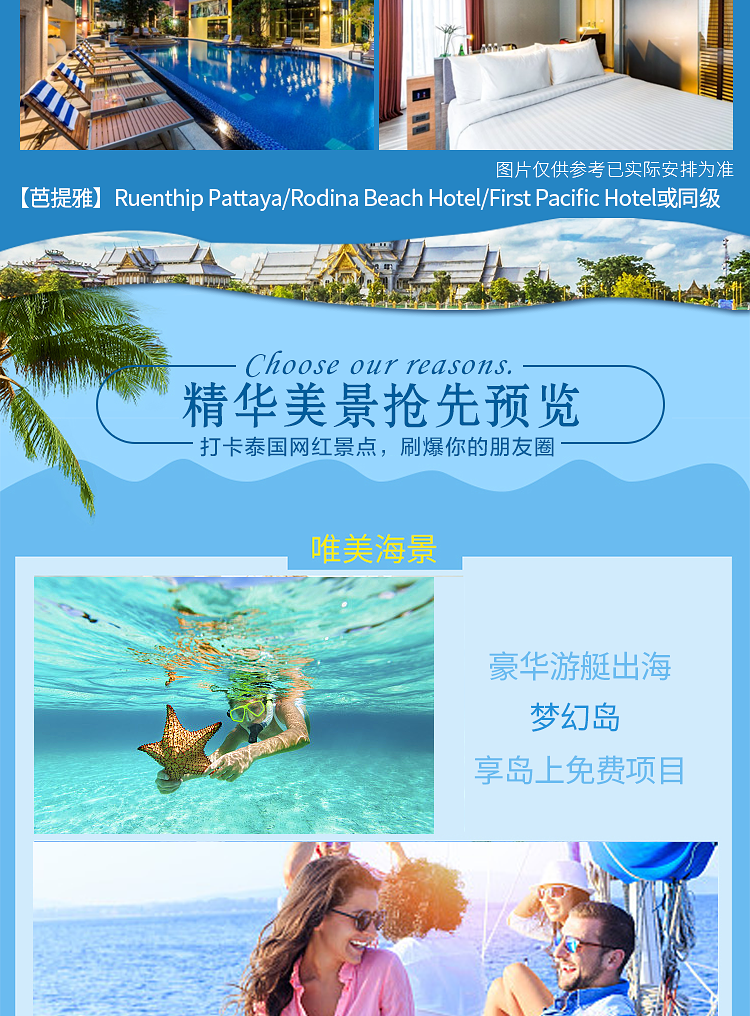 图片仅供参考已实际安排为准
【芭提雅】Ruenthip Pattaya/Rodina Beach Hotel/First Pacific Hotel或同级
Choose our reasons.
精华美景抢先预览
打卡泰国网红景点，刷爆你的朋友圈
唯美海景
豪华游艇出海
梦幻岛
享岛上免费项目